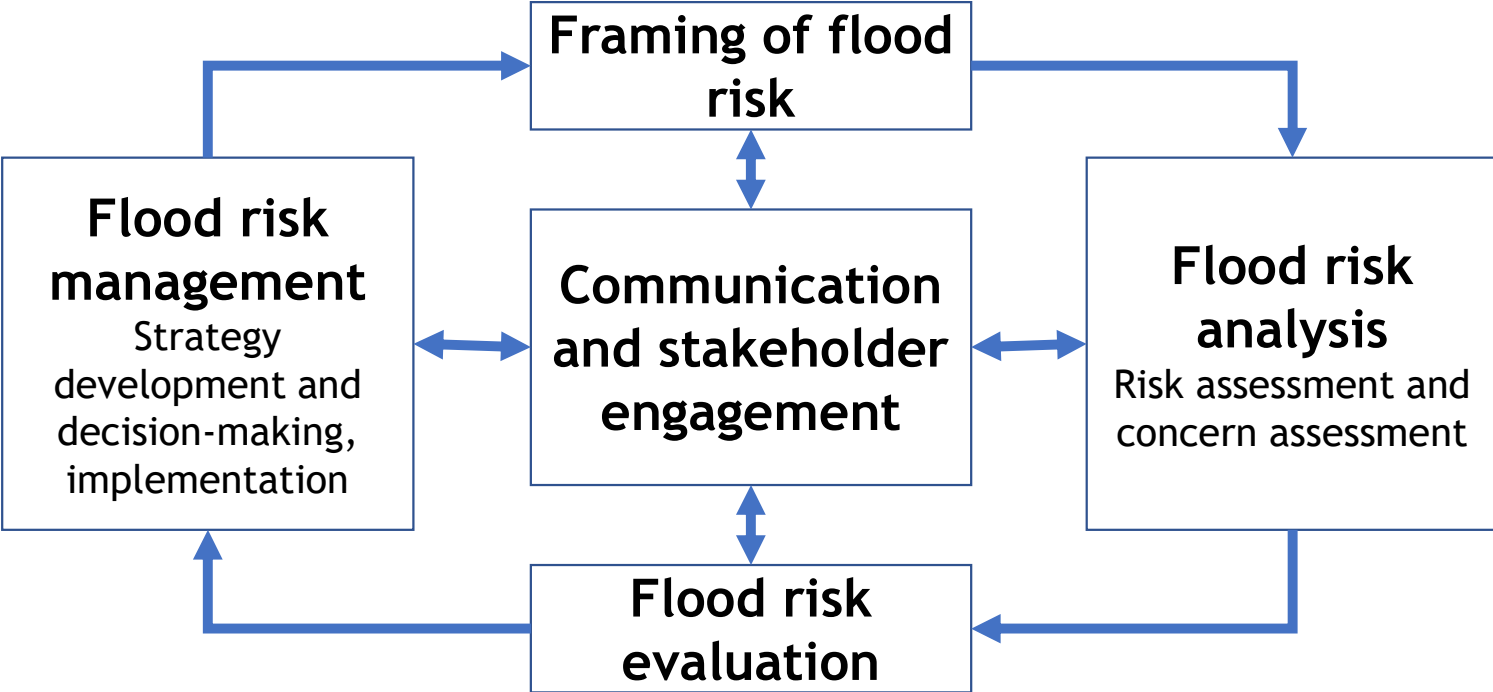 Framing of flood
risk
Flood risk
management
Strategy
development and
decision-making,
implementation
Communication
and stakeholder
engagement
Flood risk
analysis
Risk assessment and
concern assessment
Flood risk
evaluation